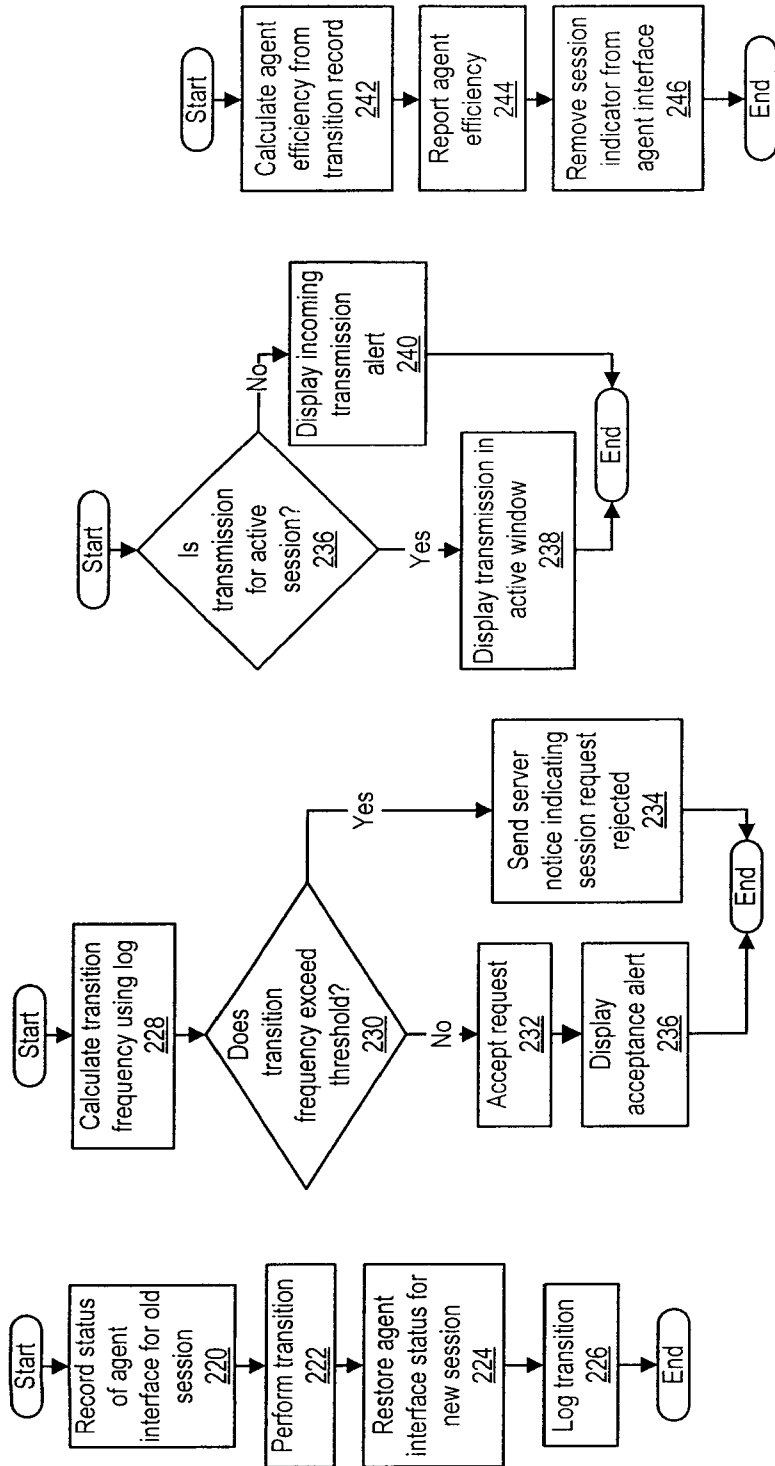 Start
Record status
of agent
interface for old
session
220
Perform transition
222
Restore agent
interface status for
new session
224
Log transition
226
End
Start
Calculate transition
frequency using log
228
Does
transition
frequency exceed
threshold?
230
Yes
No
Accept request
232
Display
acceptance alert
236
Send server
notice indicating
session request
rejected
234
End
Start
Is
transmission
for active
session?
236
No
Yes
Display incoming
transmission
alert
240
Display transmission in
active window
238
End
Start
Calculate agent
efficiency from
transition record
242
Report agent
efficiency
244
Remove session
indicator from
agent interface
246
End